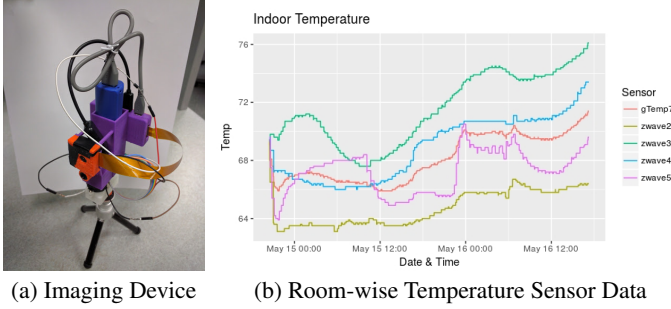 Indoor Temperature
76
72
68
64
Temp
May 15 00:00 May 15 12:00 May 16 00:00 May 16 12:00
Date & Time
Sensor
gTemp7
zwave2
zwave3
zwave4
zwave5
(a) Imaging Device
(b) Room-wise Temperature Sensor Data